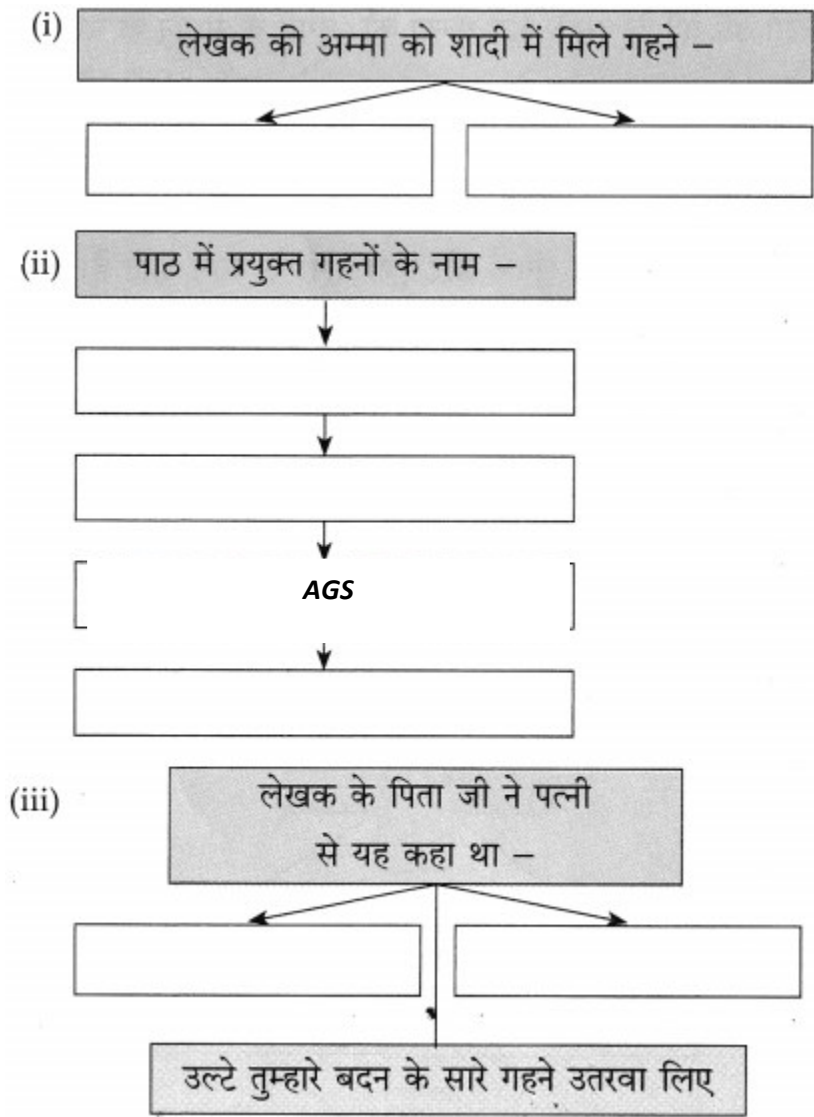 (i) लेखक की अम्मा को शादी में मिले गहने –
(ii) पाठ में प्रयुक्त गहनों के नाम –
AGS
(iii) लेखक के पिता जी ने पत्नी
से यह कहा था –
उल्टे तुम्हारे बदन के सारे गहने उतरवा लिए